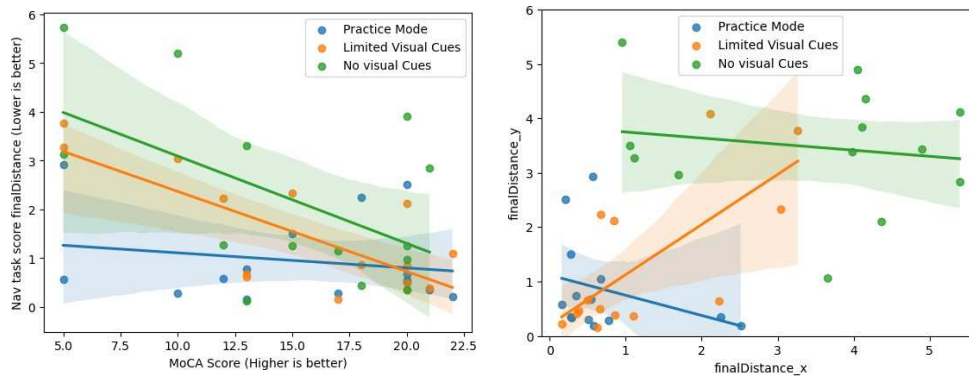 Nav task score finalDistance (Lower is better)
6
5
4
3
2
1
0
Practice Mode
Limited Visual Cues
No visual Cues
5.0 7.5 10.0 12.5 15.0 17.5 20.0 22.5
MoCA Score (Higher is better)
finalDistance_y
6
5
4
3
2
1
0
Practice Mode
Limited Visual Cues
No visual Cues
0 1 2 3 4 5
finalDistance_x